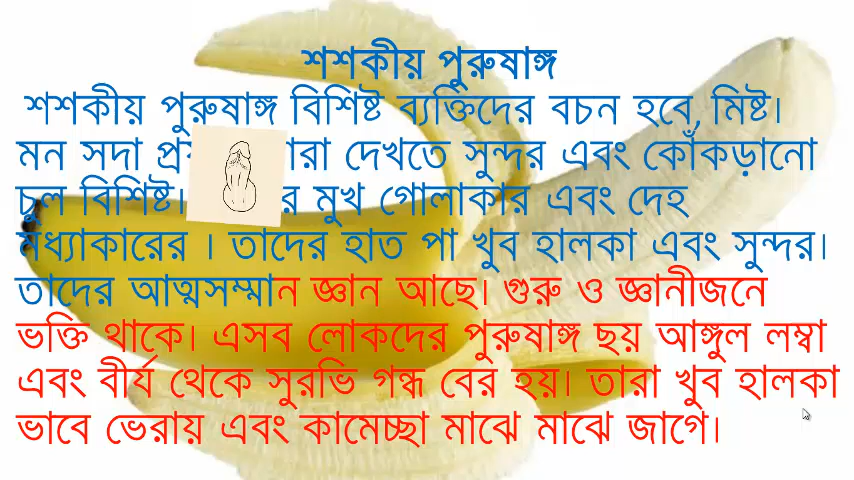 শশকীয় পুরুষাঙ্গ
শশকীয় পুরুষাঙ্গ বিশিষ্ট ব্যক্তিদের বচন হবে, মিষ্ট।
মন সদা দেখতে সুন্দর এবং কোঁকড়ানো
চুল বিশিষ্ট। মুখ গোলাকার এবং দেহ
মধ্যাকারের । তাদের হাত পা খুব হালকা এবং সুন্দর।
তাদের আত্মসম্মান জ্ঞান আছে। গুরু ও জ্ঞানীজনে
ভক্তি থাকে। এসব লোকদের পুরুষাঙ্গ ছয় আঙ্গুল লম্বা
এবং বীর্য থেকে সুরভি গন্ধ বের হয়। তারা খুব হালকা
ভাবে ভেরায় এবং কামেচ্ছা মাঝে মাঝে জাগে।